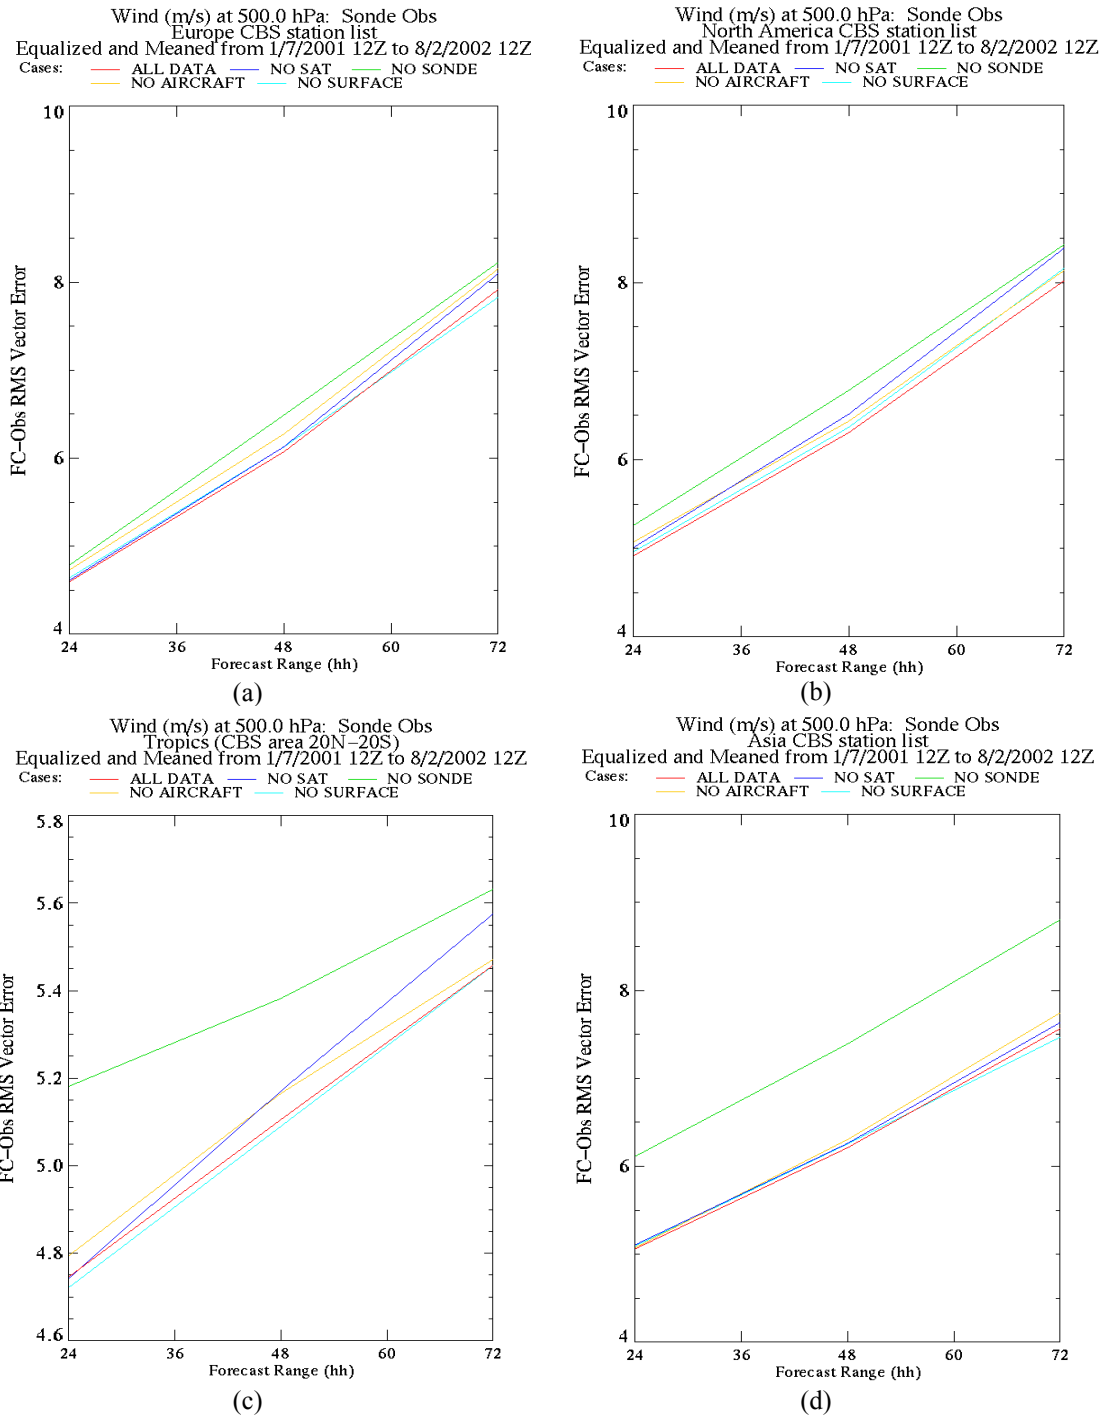 Wind (m/s) at 500.0 hPa: Sonde Obs
Europe CBS station list
Equalized and Meaned from 1/7/2001 12Z to 8/2/2002 12Z
Cases: ALL DATA NO SAT NO SONDE
NO AIRCRAFT NO SURFACE
10
8
6
4
FC–Obs RMS Vector Error
24 36 48 60 72
Forecast Range (hh)
(a)
Wind (m/s) at 500.0 hPa: Sonde Obs
North America CBS station list
Equalized and Meaned from 1/7/2001 12Z to 8/2/2002 12Z
Cases: ALL DATA NO SAT NO SONDE
NO AIRCRAFT NO SURFACE
10
8
6
4
FC–Obs RMS Vector Error
24 36 48 60 72
Forecast Range (hh)
(b)
Wind (m/s) at 500.0 hPa: Sonde Obs
Tropics (CBS area 20N–20S)
Equalized and Meaned from 1/7/2001 12Z to 8/2/2002 12Z
Cases: ALL DATA NO SAT NO SONDE
NO AIRCRAFT NO SURFACE
5.8
5.6
5.4
5.2
5.0
4.8
4.6
FC–Obs RMS Vector Error
24 36 48 60 72
Forecast Range (hh)
(c)
Wind (m/s) at 500.0 hPa: Sonde Obs
Asia CBS station list
Equalized and Meaned from 1/7/2001 12Z to 8/2/2002 12Z
Cases: ALL DATA NO SAT NO SONDE
NO AIRCRAFT NO SURFACE
10
8
6
4
FC–Obs RMS Vector Error
24 36 48 60 72
Forecast Range (hh)
(d)